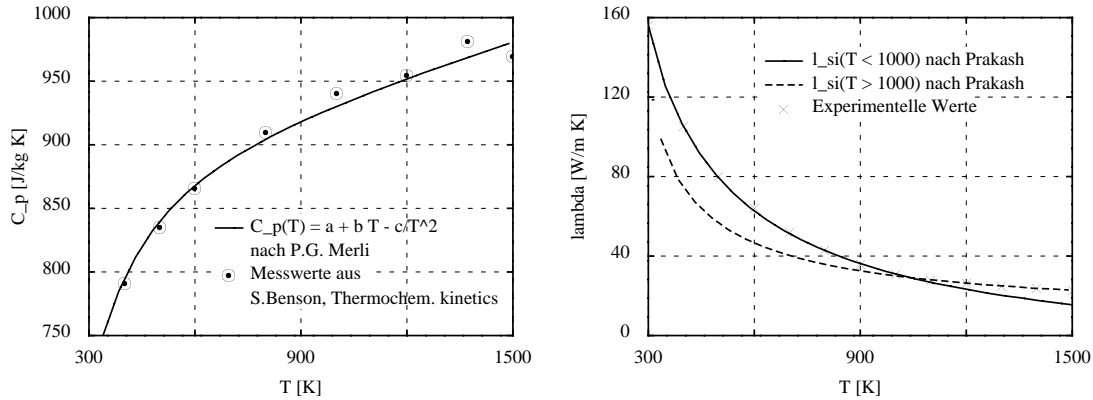 1000
950
900
850
800
750
C_p [J/kg K]
C_p(T) = a + b T - c/T^2
nach P.G. Merli
Messwerte aus
S.Benson, Thermochem. kinetics
300
900
1500
T [K]
160
120
80
40
0
lambda [W/m K]
l_si(T < 1000) nach Prakash
l_si(T > 1000) nach Prakash
Experimentelle Werte
300
900
1500
T [K]